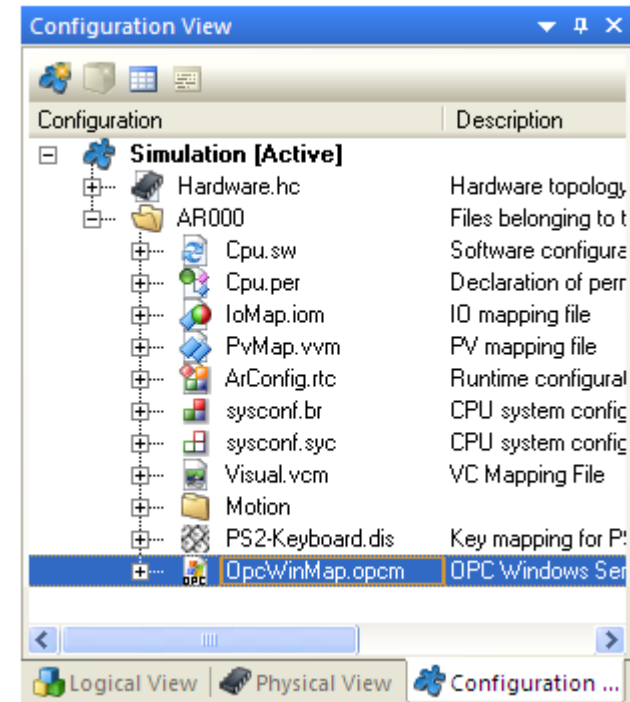 Configuration View
Configuration Description
Simulation [Active]
Hardware.hc Hardware topology,
AR000 Files belonging to t
Cpu.sw Software configura
Cpu.per Declaration of perr
IoMap.iom IO mapping file
PvMap.vvm PV mapping file
ArConfig.rtc Runtime configurat
sysconf.br CPU system config
sysconf.syc CPU system config
Visual.vcm VC Mapping File
Motion
PS2-Keyboard.dis Key mapping for PS
OPC OpcWinMap.opcm OPC Windows Ser
Logical View Physical View Configuration ...